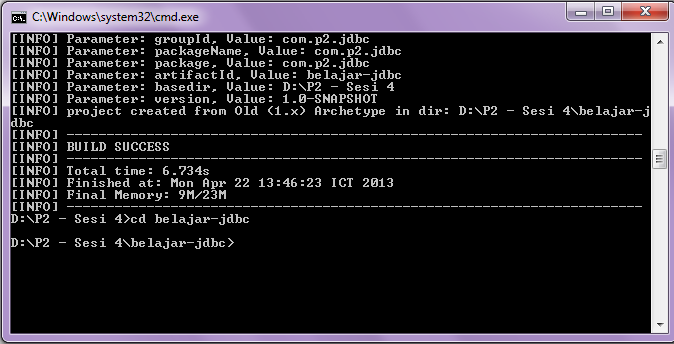 C:\Windows\system32\cmd.exe
[INFO] Parameter: groupId, Value: com.p2.jdbc
[INFO] Parameter: packageName, Value: com.p2.jdbc
[INFO] Parameter: package, Value: com.p2.jdbc
[INFO] Parameter: artifactId, Value: belajar-jdbc
[INFO] Parameter: basedir, Value: D:\P2 - Sesi 4
[INFO] Parameter: version, Value: 1.0-SNAPSHOT
[INFO] project created from Old (1.x) Archetype in dir: D:\P2 - Sesi 4\belajar-j
dbc
[INFO] ------------------------------------------------------------------------
[INFO] BUILD SUCCESS
[INFO] ------------------------------------------------------------------------
[INFO] Total time: 6.734s
[INFO] Finished at: Mon Apr 22 13:46:23 ICT 2013
[INFO] Final Memory: 9M/23M
[INFO] ------------------------------------------------------------------------
D:\P2 - Sesi 4>cd belajar-jdbc
D:\P2 - Sesi 4\belajar-jdbc>